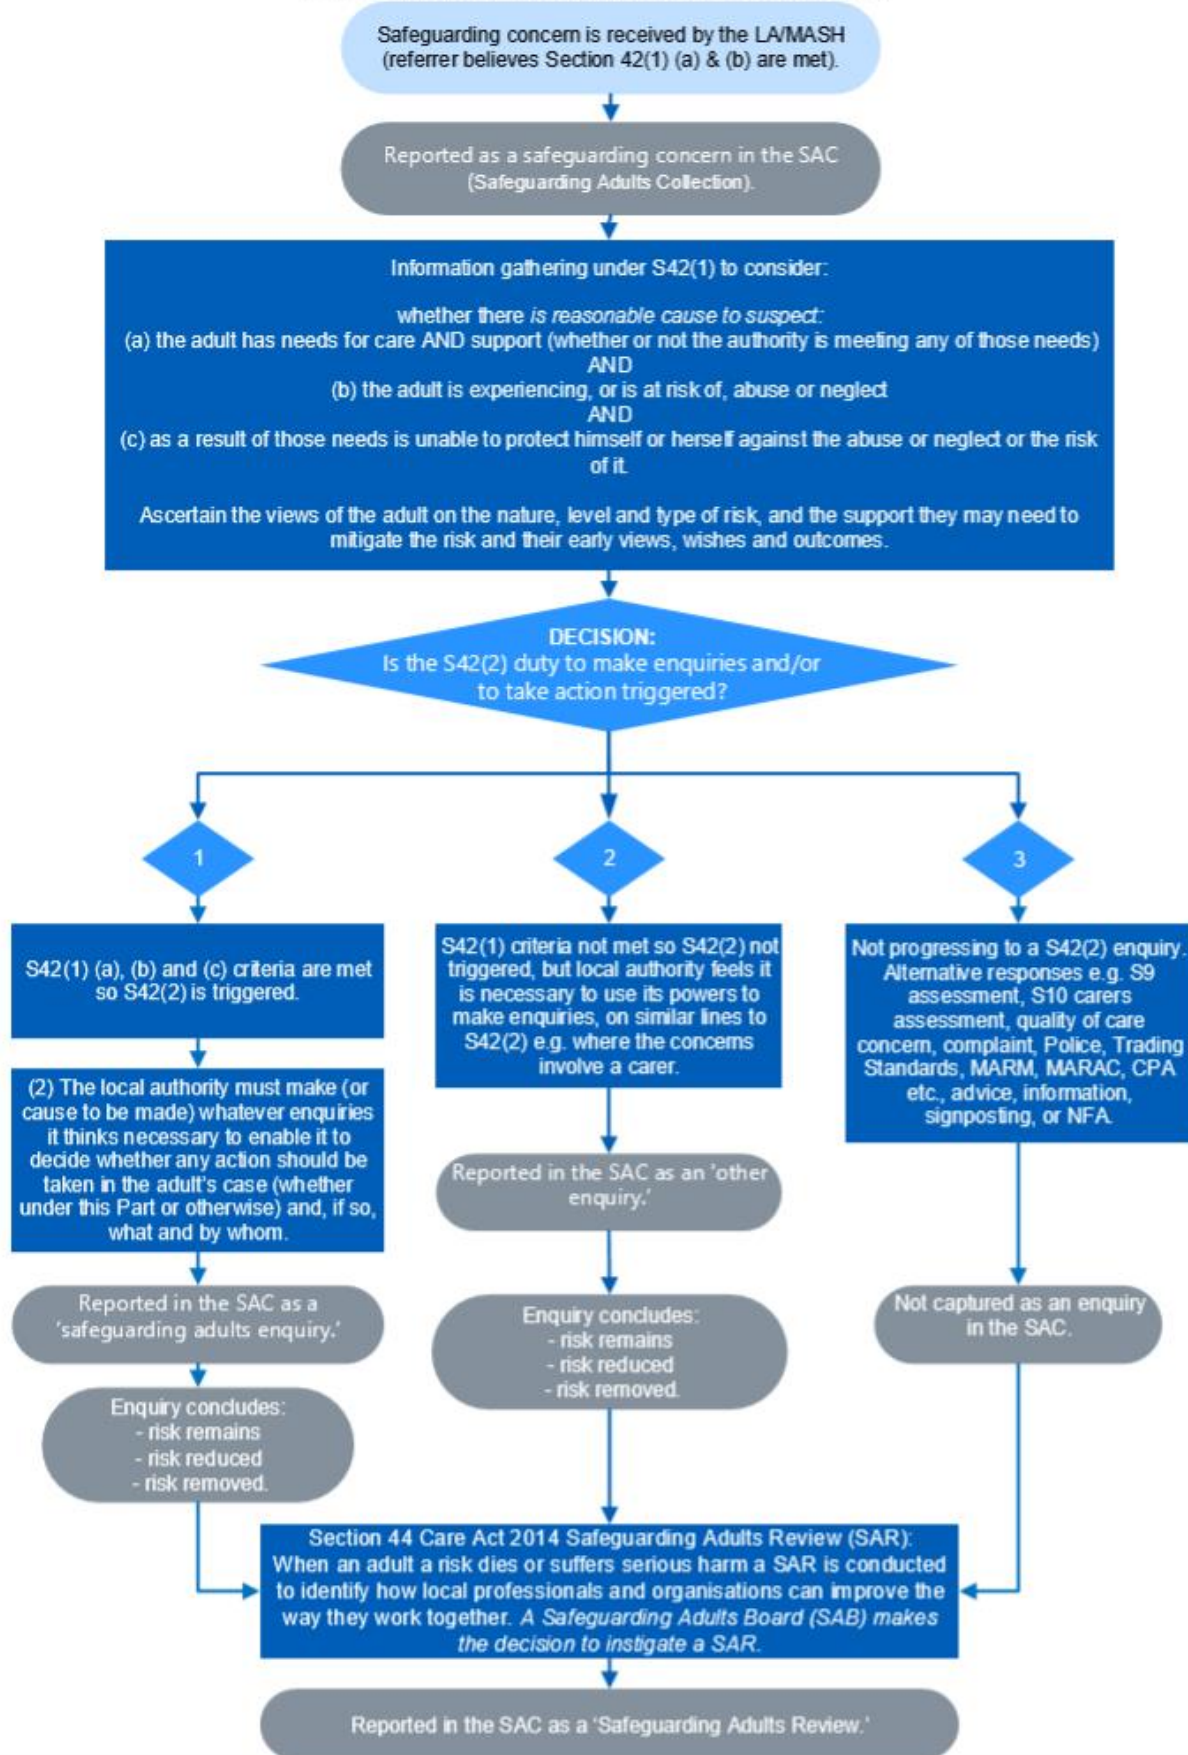 Safeguarding concern is received by the LA/MASH
(referrer believes Section 42(1) (a) & (b) are met).
Reported as a safeguarding concern in the SAC
(Safeguarding Adults Collection).
Information gathering under S42(1) to consider:
whether there is reasonable cause to suspect:
(a) the adult has needs for care AND support (whether or not the authority is meeting any of those needs)
AND
(b) the adult is experiencing, or is at risk of, abuse or neglect
AND
(c) as a result of those needs is unable to protect himself or herself against the abuse or neglect or the risk
of it.
Ascertain the views of the adult on the nature, level and type of risk, and the support they may need to
mitigate the risk and their early views, wishes and outcomes.
DECISION:
Is the S42(2) duty to make enquiries and/or
to take action triggered?
1
2
3
S42(1) (a), (b) and (c) criteria are met
so S42(2) is triggered.
(2) The local authority must make (or
cause to be made) whatever enquiries
it thinks necessary to enable it to
decide whether any action should be
taken in the adult's case (whether
under this Part or otherwise) and, if so,
what and by whom.
Reported in the SAC as a
'safeguarding adults enquiry.'
Enquiry concludes:
- risk remains
- risk reduced
- risk removed.
S42(1) criteria not met so S42(2) not
triggered, but local authority feels it
is necessary to use its powers to
make enquiries, on similar lines to
S42(2) e.g. where the concerns
involve a carer.
Reported in the SAC as an 'other
enquiry.'
Enquiry concludes:
- risk remains
- risk reduced
- risk removed.
Not progressing to a S42(2) enquiry.
Alternative responses e.g. S9
assessment, S10 carers
assessment, quality of care
concern, complaint, Police, Trading
Standards, MARM, MARAC, CPA
etc., advice, information,
signposting, or NFA.
Not captured as an enquiry
in the SAC.
Section 44 Care Act 2014 Safeguarding Adults Review (SAR):
When an adult a risk dies or suffers serious harm a SAR is conducted
to identify how local professionals and organisations can improve the
way they work together. A Safeguarding Adults Board (SAB) makes
the decision to instigate a SAR.
Reported in the SAC as a 'Safeguarding Adults Review.'